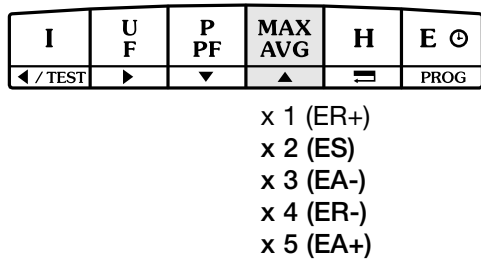 I U P MAX H E
F PF AVG
◄ / TEST ► ▼ ▲ PROG
x 1 (ER+)
x 2 (ES)
x 3 (EA-)
x 4 (ER-)
x 5 (EA+)